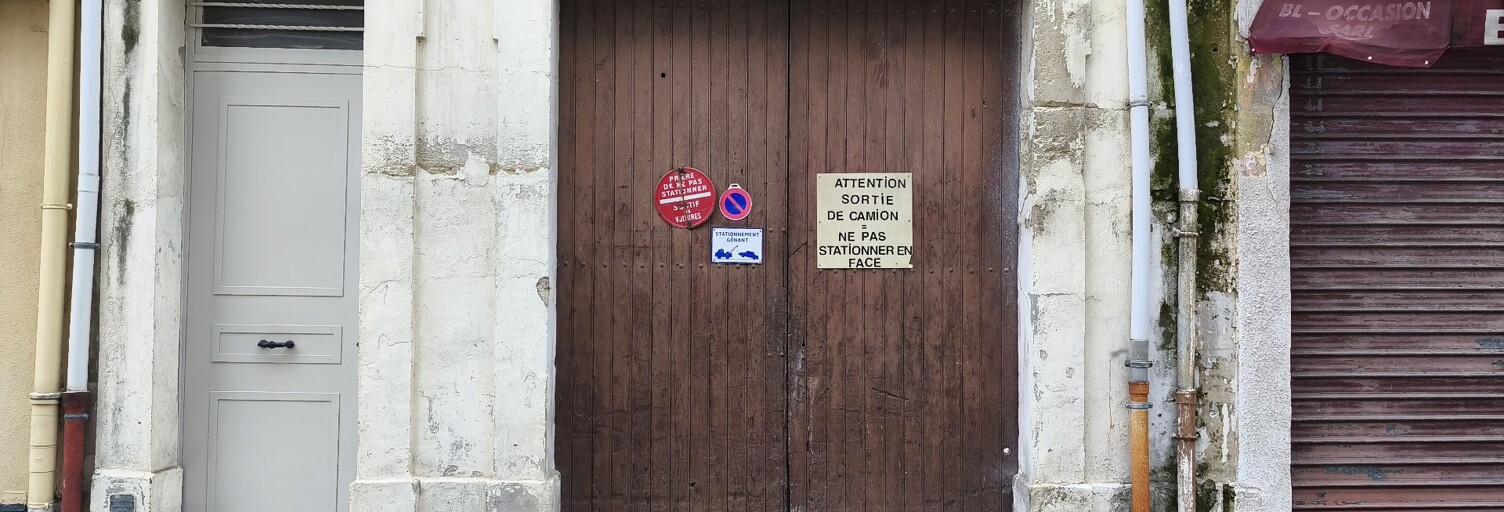 PRIERE
DE NE PAS
STATIONNER
SORTIE
DE
VOITURES
STATIONNEMENT
GÊNANT
ATTENTION
SORTIE
DE CAMION
=
NE PAS
STATIONNER EN
FACE
BL - OCCASION
SARL